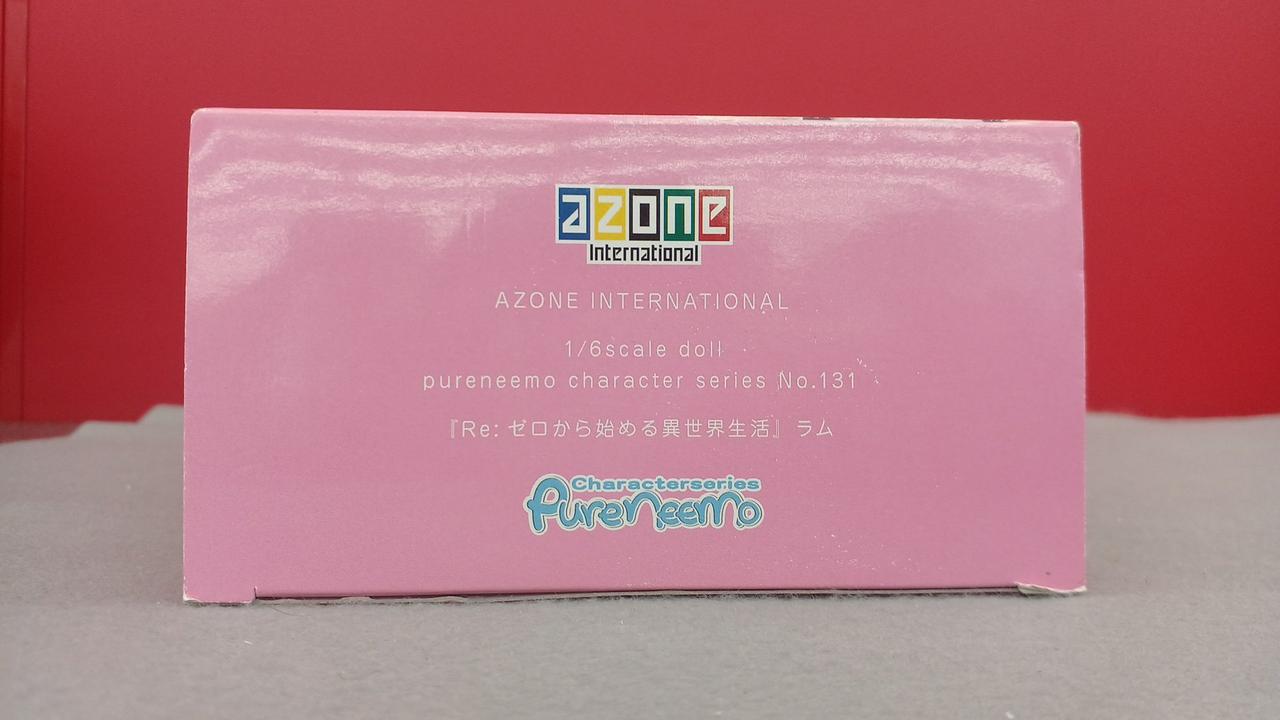 azone
International
AZONE INTERNATIONAL
1/6scale doll
pureneemo character series No.131
『Re: ゼロから始める異世界生活』 ラム
Characterseries
PureNeemo